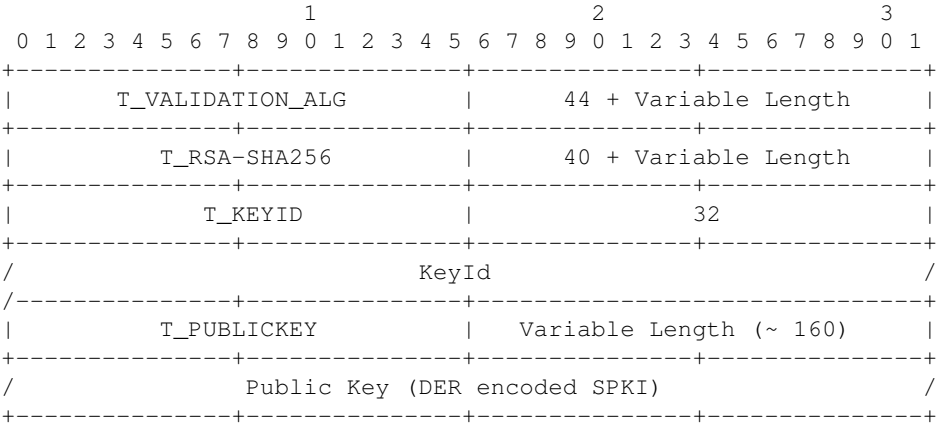 1                   2                   3
 0 1 2 3 4 5 6 7 8 9 0 1 2 3 4 5 6 7 8 9 0 1 2 3 4 5 6 7 8 9 0 1
+---------------+---------------+---------------+---------------+
|       T_VALIDATION_ALG        |      44 + Variable Length     |
+---------------+---------------+---------------+---------------+
|          T_RSA-SHA256         |      40 + Variable Length     |
+---------------+---------------+---------------+---------------+
|             T_KEYID           |               32              |
+---------------+---------------+---------------+---------------+
/                            KeyId                              /
/---------------+---------------+-------------------------------+
|          T_PUBLICKEY          |   Variable Length (~ 160)     |
+---------------+---------------+---------------+---------------+
/                Public Key (DER encoded SPKI)                  /
+---------------+---------------+---------------+---------------+